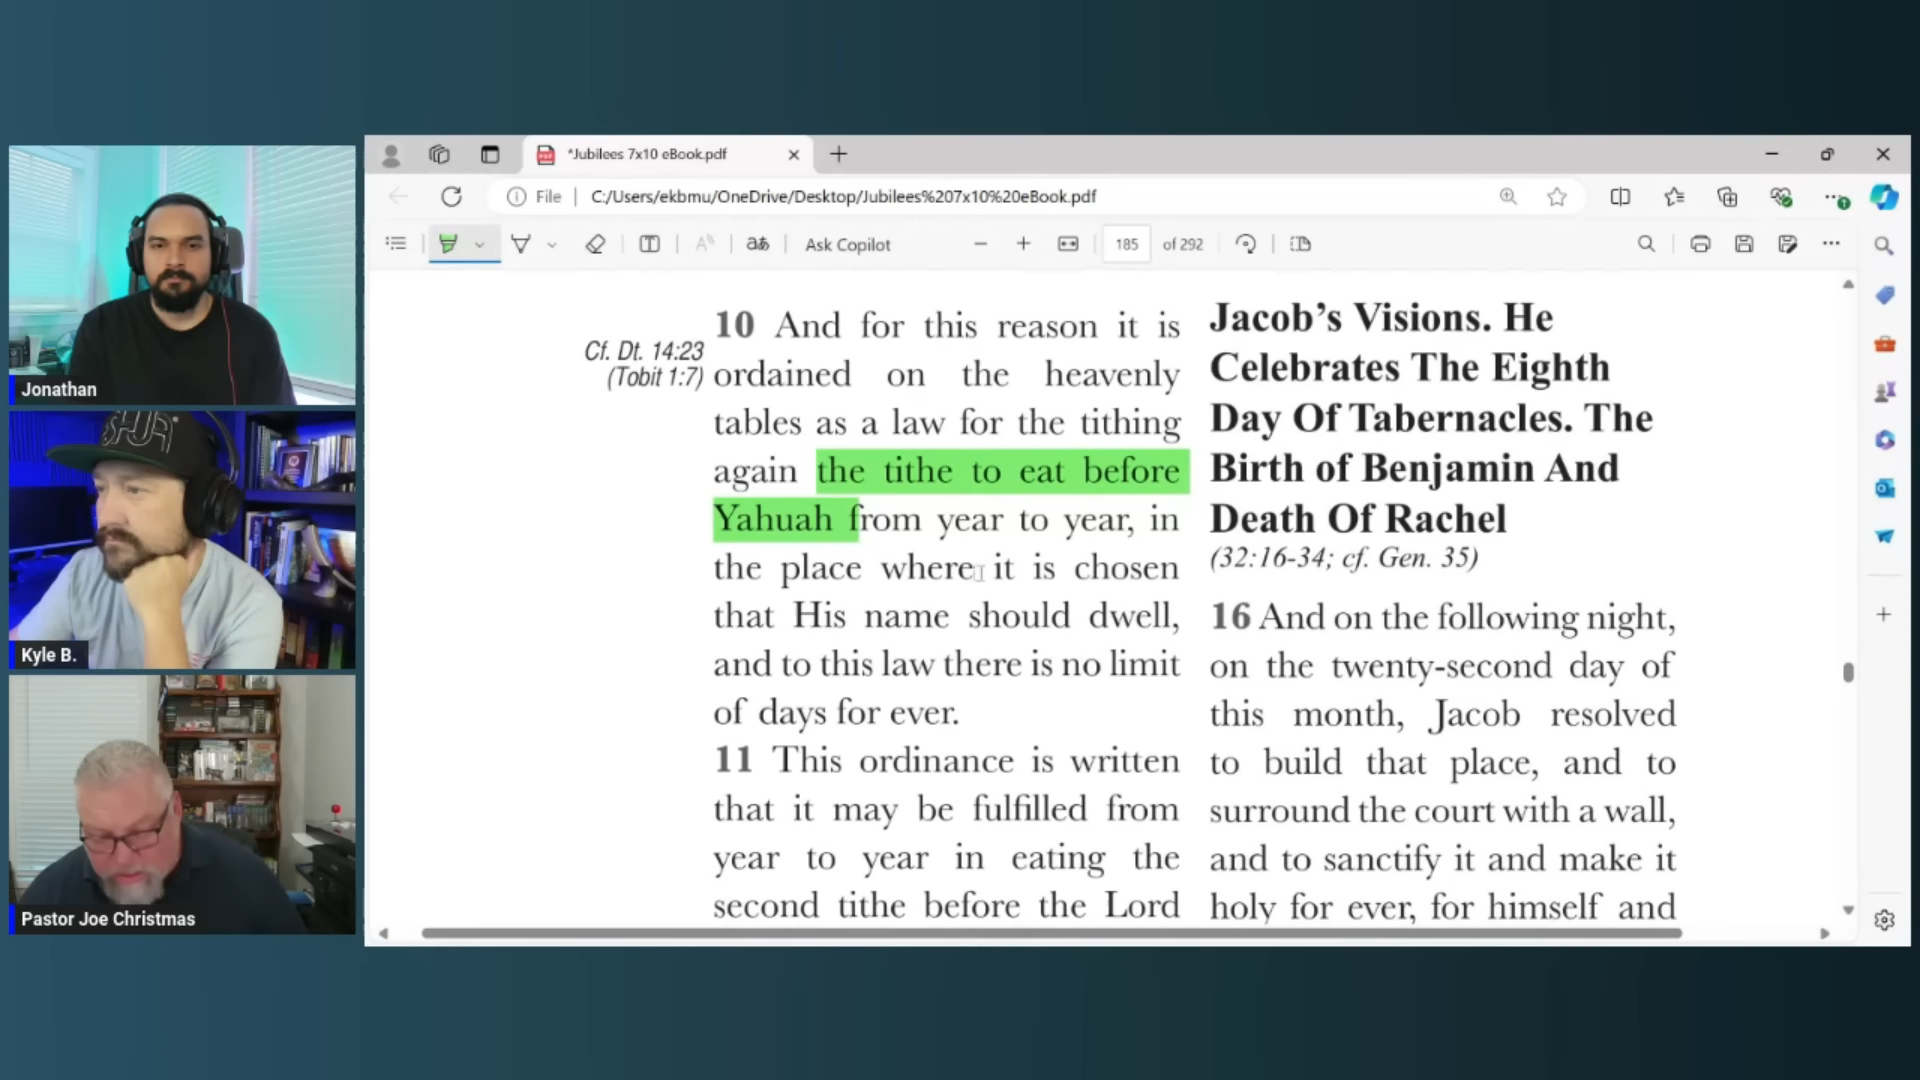 Jonathan
SHUA
Kyle B.
Pastor Joe Christmas
*Jubilees 7x10 eBook.pdf
File
C:/Users/ekbmu/OneDrive/Desktop/Jubilees%207x10%20eBook.pdf
Ask Copilot
185
of 292
Cf. Dt. 14:23
(Tobit 1:7)
10 And for this reason it is
ordained on the heavenly
tables as a law for the tithing
again the tithe to eat before
Yahuah from year to year, in
the place where it is chosen
that His name should dwell,
and to this law there is no limit
of days for ever.
11 This ordinance is written
that it may be fulfilled from
year to year in eating the
second tithe before the Lord
Jacob's Visions. He
Celebrates The Eighth
Day Of Tabernacles. The
Birth of Benjamin And
Death Of Rachel
(32:16-34; cf. Gen. 35)
16 And on the following night,
on the twenty-second day of
this month, Jacob resolved
to build that place, and to
surround the court with a wall,
and to sanctify it and make it
holy for ever, for himself and